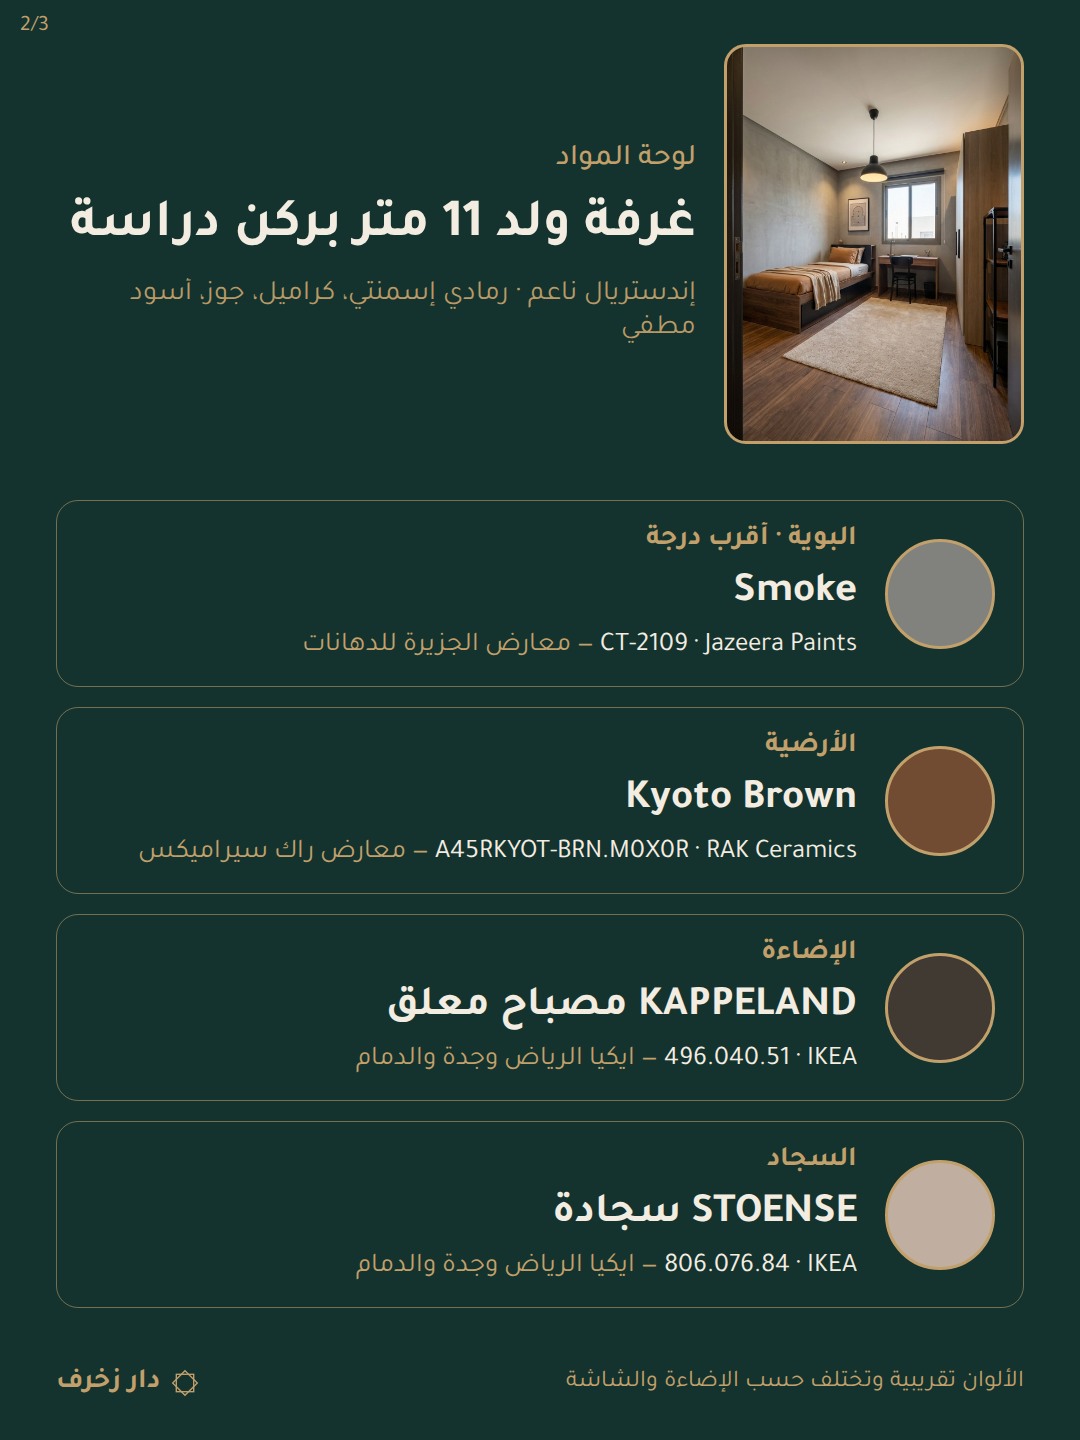 2/3
لوحة المواد
غرفة ولد 11 متر بركن دراسة
إندستريال ناعم · رمادي إسمنتي، كراميل، جوز، أسود
مطفي
البوية · أقرب درجة
Smoke
CT-2109 · Jazeera Paints – معارض الجزيرة للدهانات
الأرضية
Kyoto Brown
A45RKYOT-BRN.M0X0R · RAK Ceramics – معارض راك سيراميكس
الإضاءة
KAPPELAND مصباح معلق
496.040.51 · IKEA – ايكيا الرياض وجدة والدمام
السجاد
STOENSE سجادة
806.076.84 · IKEA – ايكيا الرياض وجدة والدمام
الألوان تقريبية وتختلف حسب الإضاءة والشاشة
دار زخرف